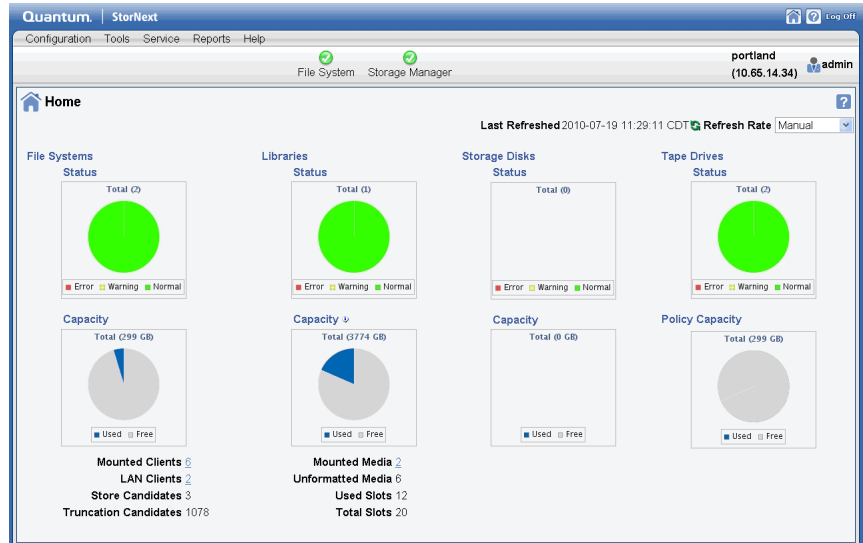 Quantum. StorNext
Log Off
Configuration Tools Service Reports Help
File System Storage Manager
portland
(10.65.14.34)
admin
Home
Last Refreshed 2010-07-19 11:29:11 CDT Refresh Rate Manual
File Systems Libraries Storage Disks Tape Drives
Status Status Status Status
Total (2) Total (1) Total (0) Total (2)
Error Warning Normal Error Warning Normal Error Warning Normal Error Warning Normal
Capacity Capacity Capacity Policy Capacity
Total (299 GB) Total (3774 GB) Total (0 GB) Total (299 GB)
Used Free Used Free Used Free Used Free
Mounted Clients 6 Mounted Media 2
LAN Clients 2 Unformatted Media 6
Store Candidates 3 Used Slots 12
Truncation Candidates 1078 Total Slots 20